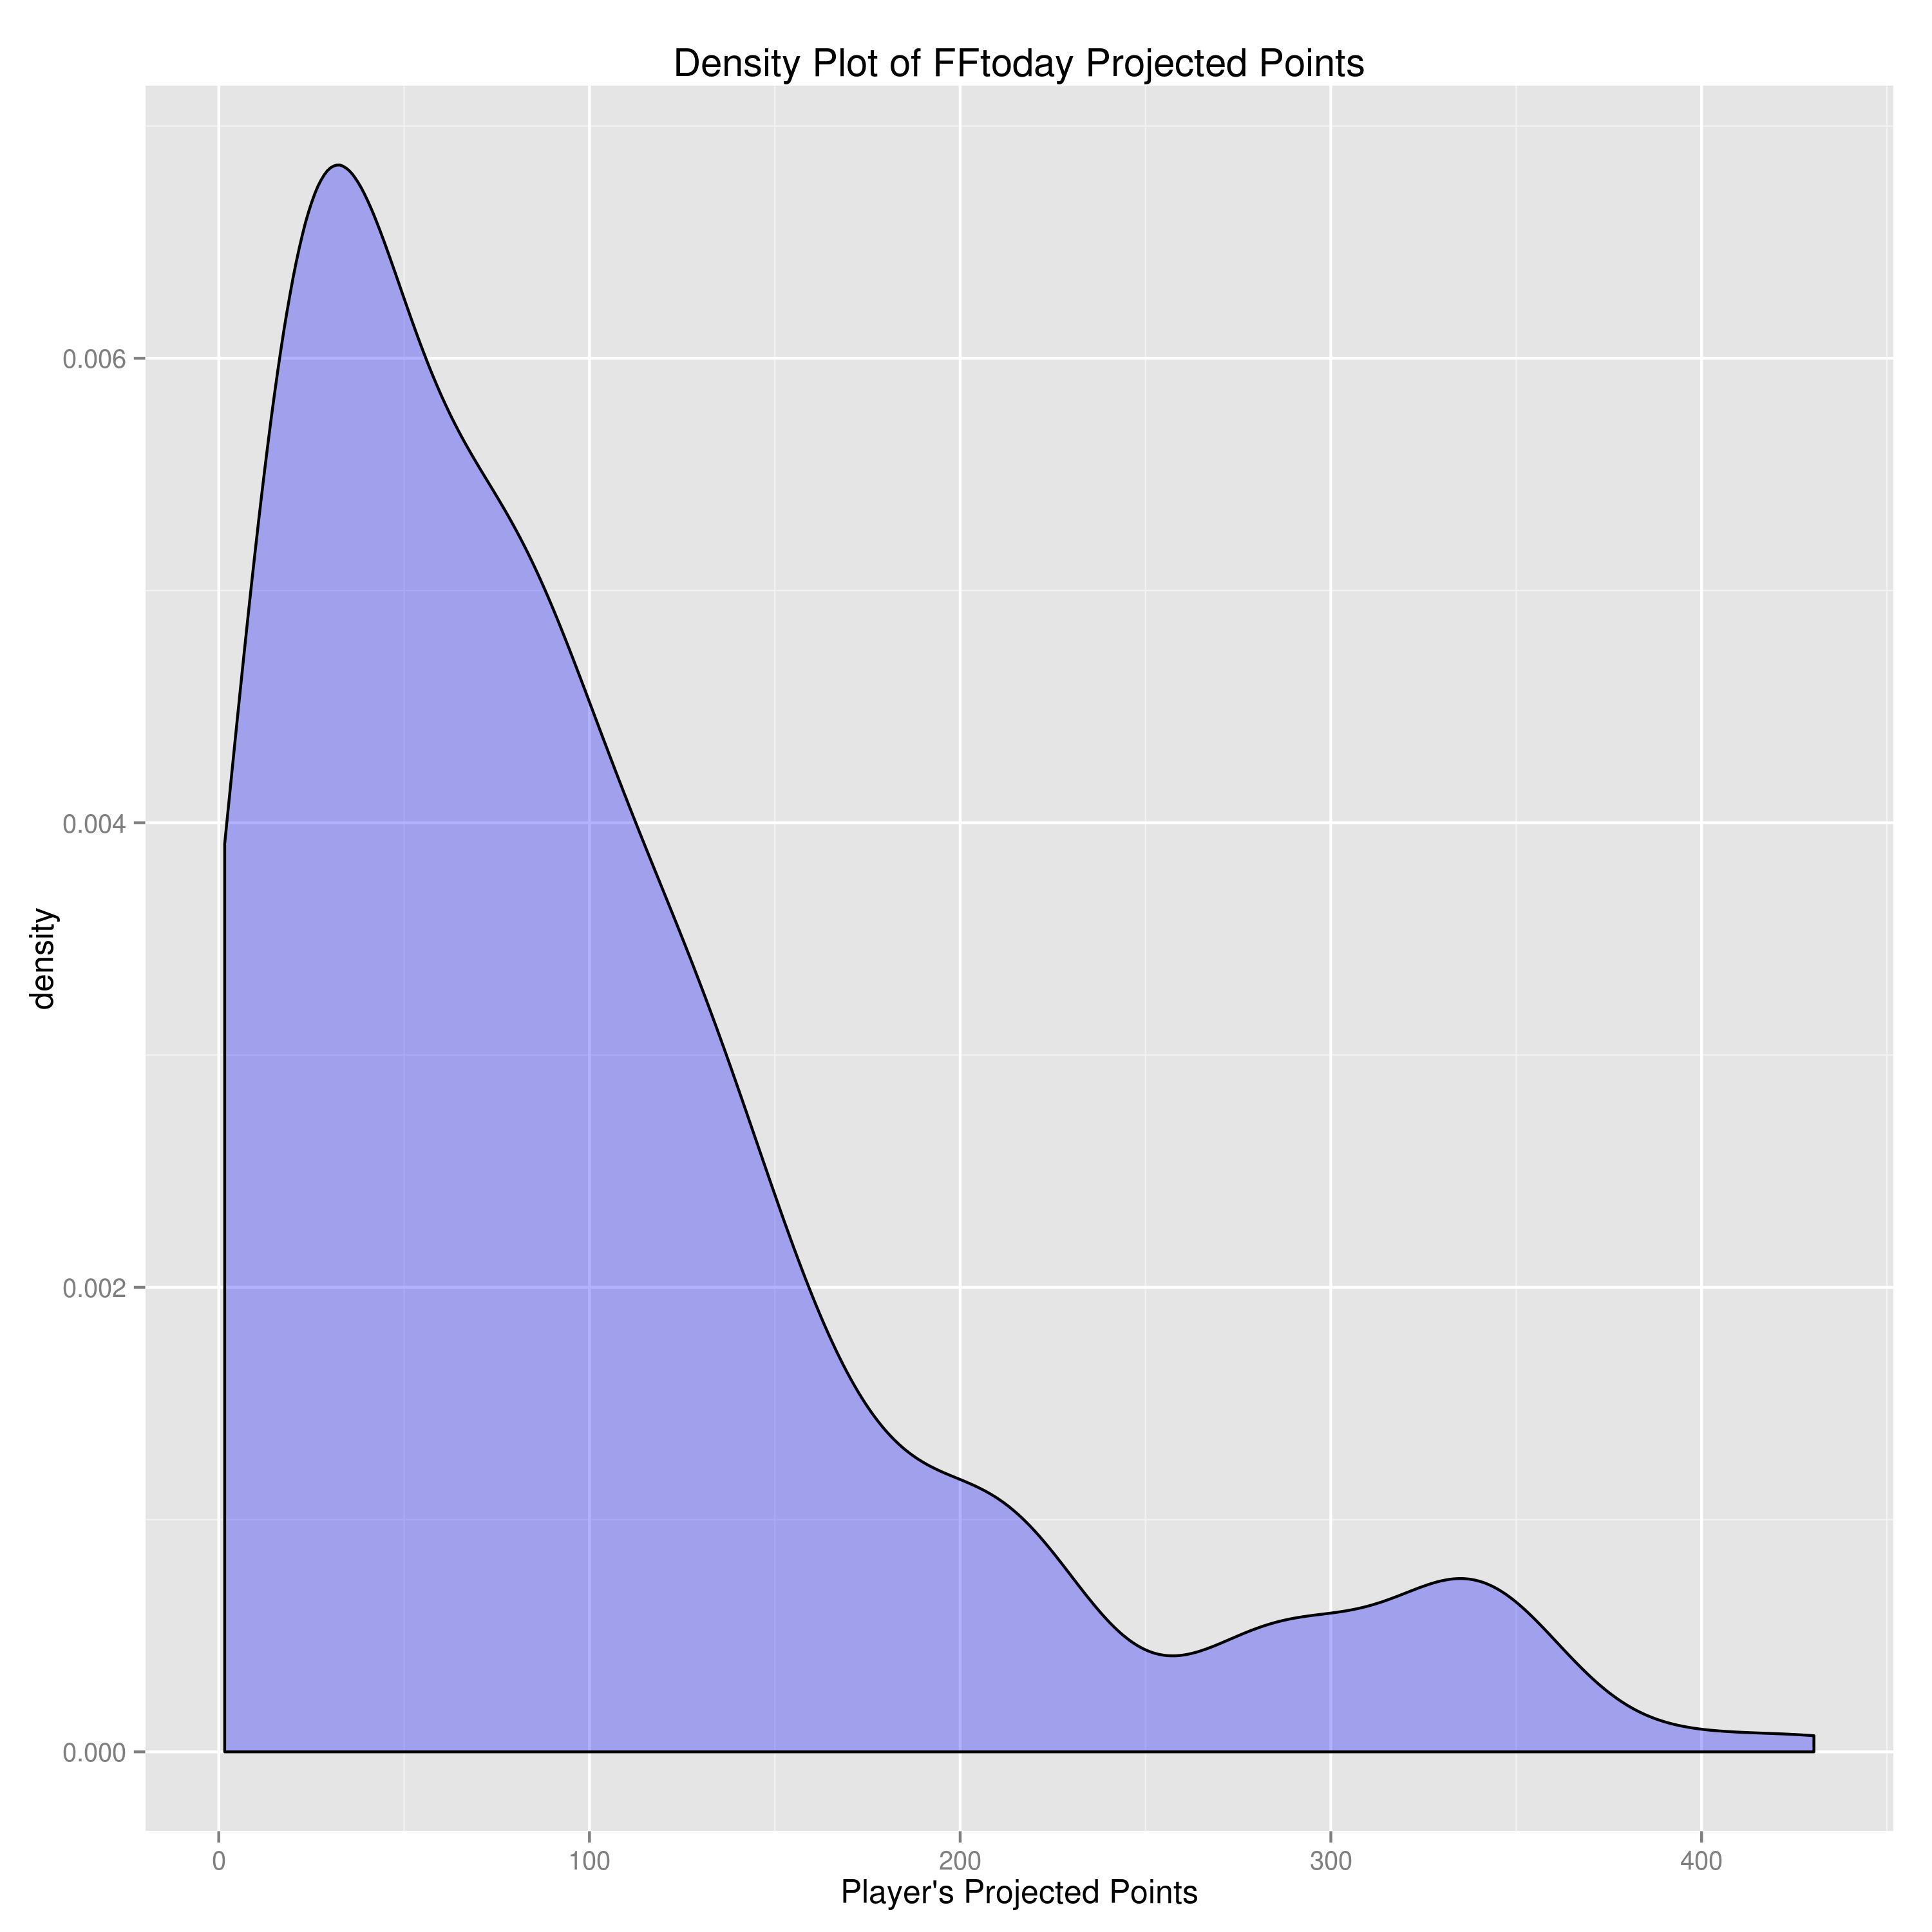 Density Plot of FFtoday Projected Points
0.006
0.004
0.002
0.000
density
0 100 200 300 400
Player's Projected Points